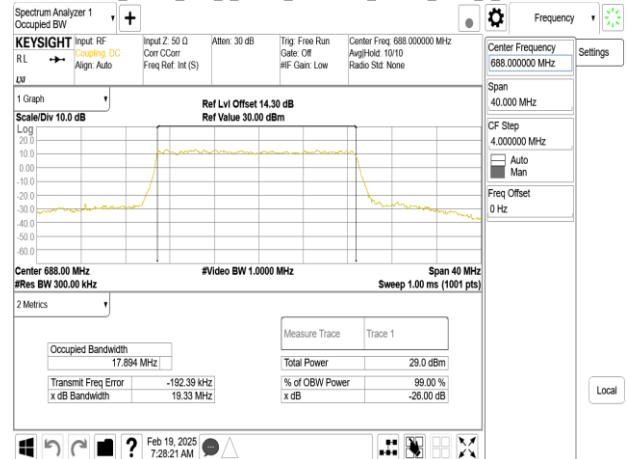 Spectrum Analyzer 1
Occupied BW
Frequency
KEYSIGHT
RL
Input: RF
Coupling: DC
Align: Auto
Input Z: 50 Ω
Corr CCorr
Freq Ref: Int (S)
Atten: 30 dB
Trig: Free Run
Gate: Off
#IF Gain: Low
Center Freq: 688.000000 MHz
Avg|Hold: 10/10
Radio Std: None
Center Frequency
688.000000 MHz
Settings
Span
40.000 MHz
CF Step
4.000000 MHz
Auto
Man
Freq Offset
0 Hz
Local
1 Graph
Scale/Div 10.0 dB
Ref Lvl Offset 14.30 dB
Ref Value 30.00 dBm
Log
20.0
10.0
0.00
-10.0
-20.0
-30.0
-40.0
-50.0
-60.0
Center 688.00 MHz
#Video BW 1.0000 MHz
Span 40 MHz
#Res BW 300.00 kHz
Sweep 1.00 ms (1001 pts)
2 Metrics
Measure Trace
Trace 1
Occupied Bandwidth
17.894 MHz
Total Power
29.0 dBm
Transmit Freq Error
-192.39 kHz
% of OBW Power
99.00 %
x dB Bandwidth
19.33 MHz
x dB
-26.00 dB
Feb 19, 2025
7:28:21 AM